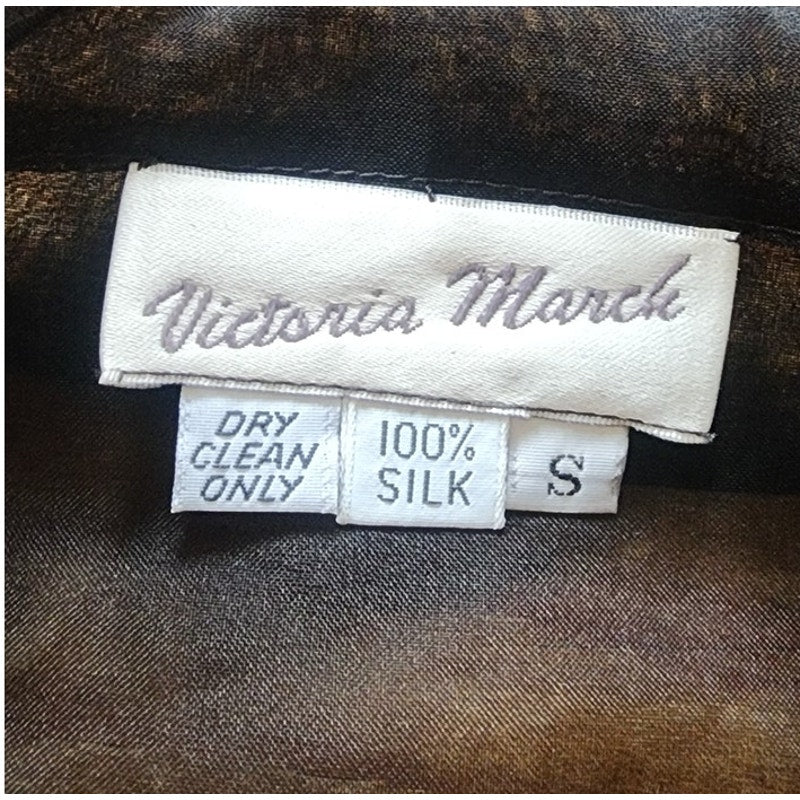 Victoria March
DRY
CLEAN
ONLY
100%
SILK
S